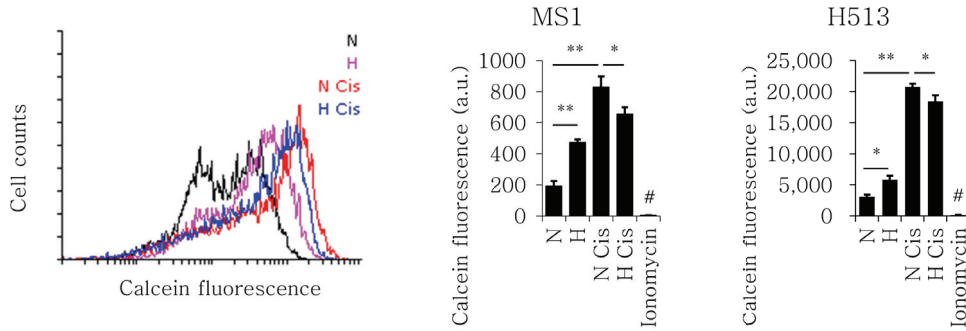 N
H
N Cis
H Cis
Cell counts
Calcein fluorescence
MS1
Calcein fluorescence (a.u.)
1000
800
600
400
200
0
**
*
**
#
N
H
N Cis
H Cis
Ionomycin
H513
Calcein fluorescence (a.u.)
25,000
20,000
15,000
10,000
5,000
0
**
*
*
#
N
H
N Cis
H Cis
Ionomycin